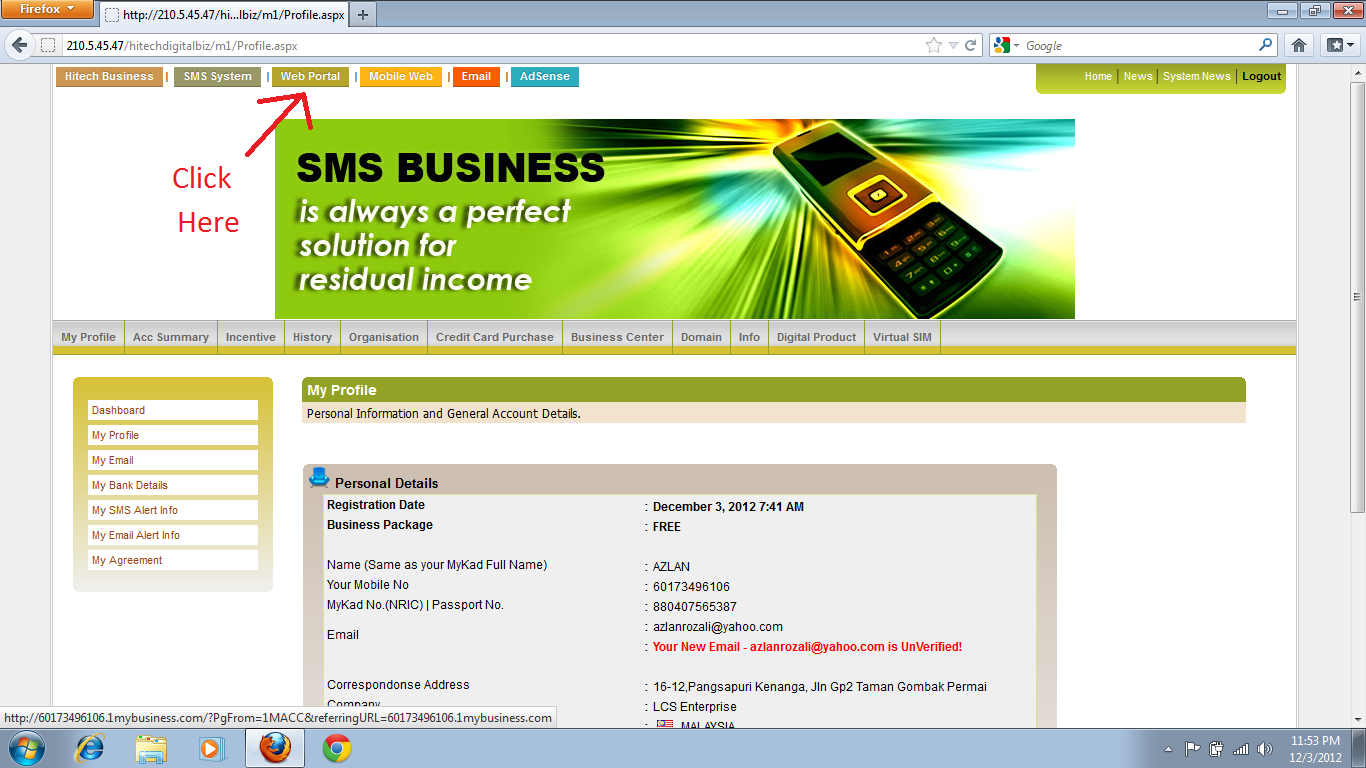 Firefox
http://210.5.45.47/hi...lbiz/m1/Profile.aspx
210.5.45.47/hitechdigitalbiz/m1/Profile.aspx
Google
Hitech Business | SMS System | Web Portal | Mobile Web | Email | AdSense
Home | News | System News | Logout
Click
Here
SMS BUSINESS
is always a perfect
solution for
residual income
My Profile Acc Summary Incentive History Organisation Credit Card Purchase Business Center Domain Info Digital Product Virtual SIM
Dashboard
My Profile
My Email
My Bank Details
My SMS Alert Info
My Email Alert Info
My Agreement
My Profile
Personal Information and General Account Details.
Personal Details
Registration Date : December 3, 2012 7:41 AM
Business Package : FREE
Name (Same as your MyKad Full Name) : AZLAN
Your Mobile No : 60173496106
MyKad No.(NRIC) | Passport No. : 880407565387
Email : azlanrozali@yahoo.com
: Your New Email - azlanrozali@yahoo.com is UnVerified!
Correspondonse Address : 16-12,Pangsapuri Kenanga, Jln Gp2 Taman Gombak Permai
Company : LCS Enterprise
: MALAYSIA
http://60173496106.1mybusiness.com/?PgFrom=1MACC&referringURL=60173496106.1mybusiness.com
11:53 PM
12/3/2012